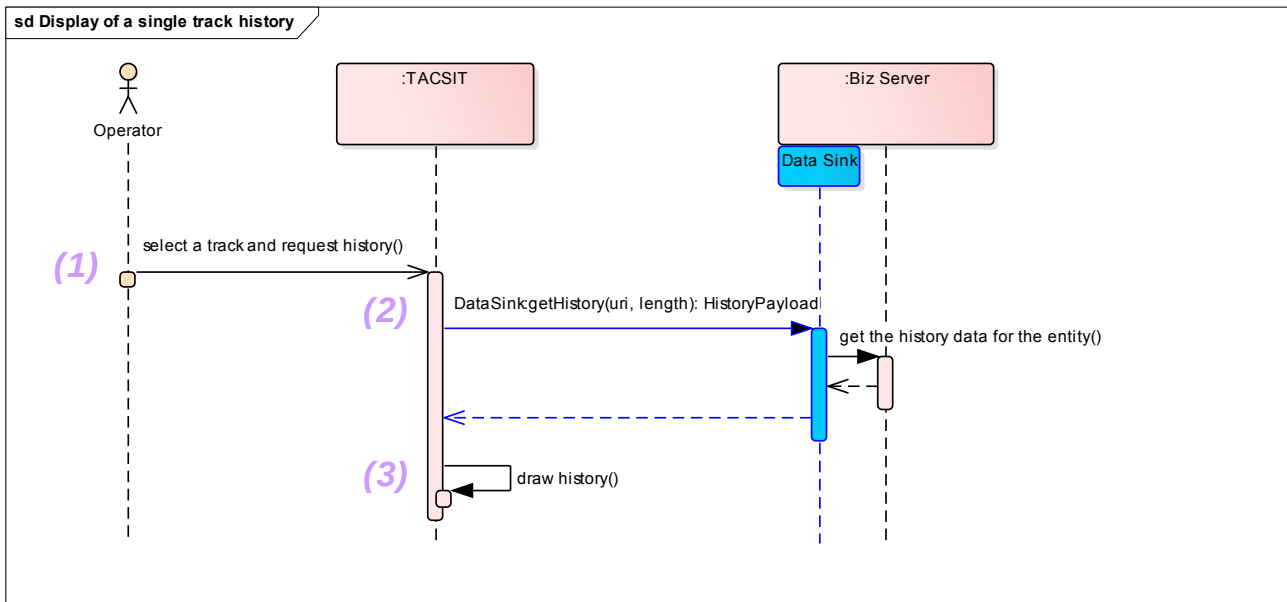 sd Display of a single track history
:TACSIT
:Biz Server
Operator
Data Sink
select a track and request history()
(1)
(2)
DataSink:getHistory(uri, length): HistoryPayload
get the history data for the entity()
(3)
draw history()